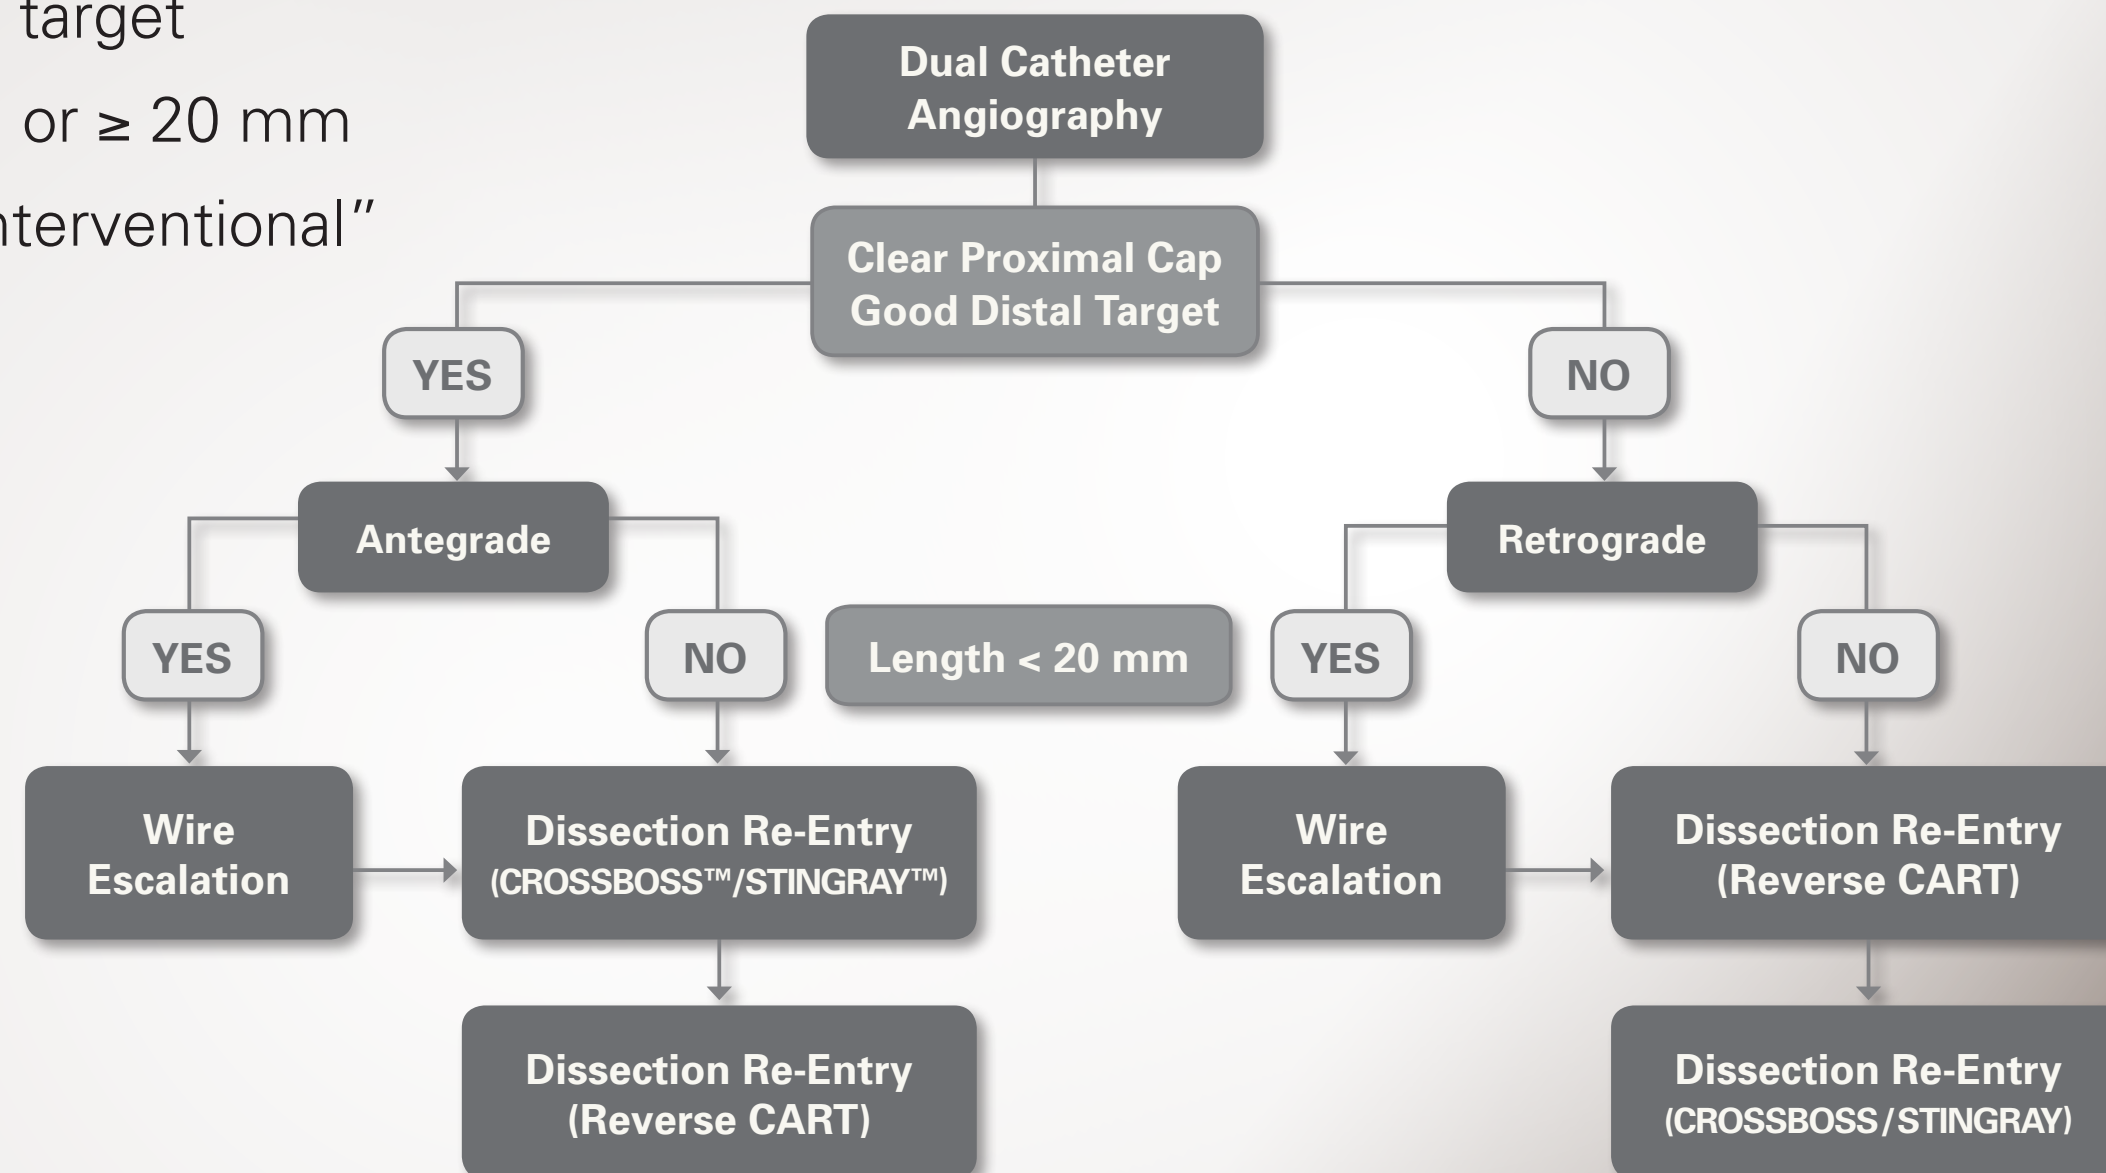 target
or ≥ 20 mm
nterventional”
Dual Catheter
Angiography
Clear Proximal Cap
Good Distal Target
YES
NO
Antegrade
Retrograde
YES
NO
Length < 20 mm
YES
NO
Wire
Escalation
Dissection Re-Entry
(CROSSBOSS™/STINGRAY™)
Wire
Escalation
Dissection Re-Entry
(Reverse CART)
Dissection Re-Entry
(Reverse CART)
Dissection Re-Entry
(CROSSBOSS/STINGRAY)